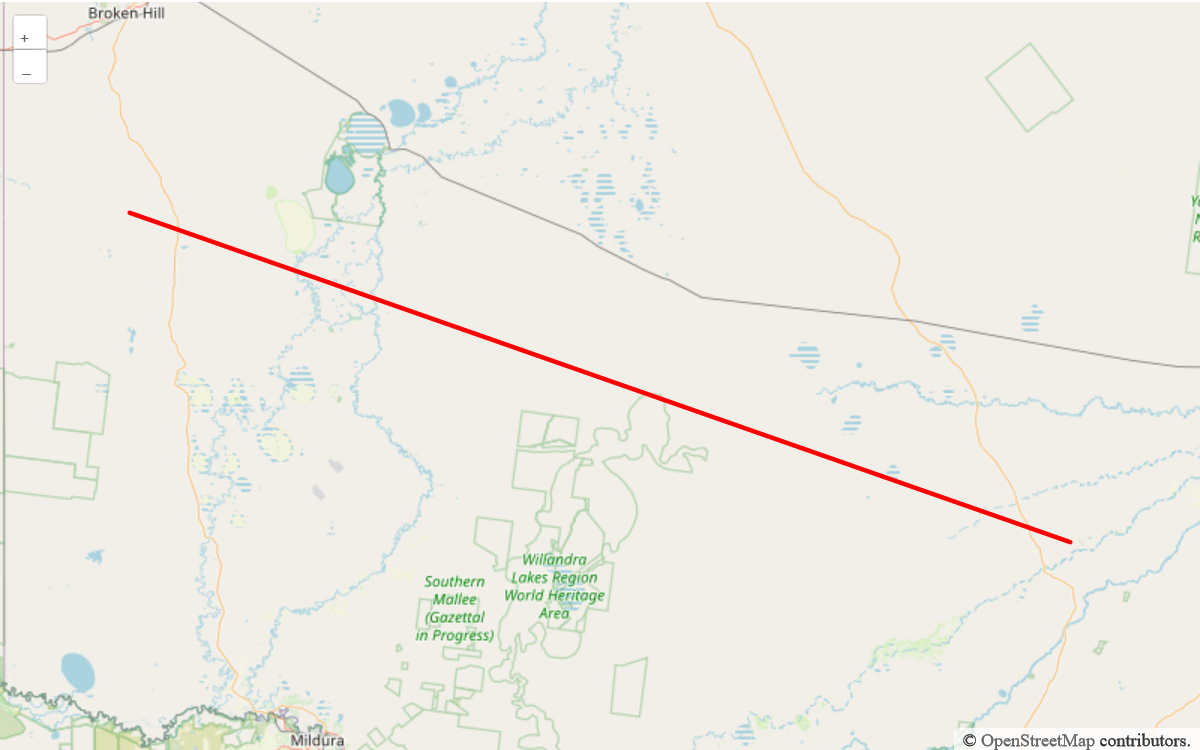 Broken Hill
+
–
Willandra
Lakes Region
World Heritage
Area
Southern
Mallee
(Gazettal
in Progress)
Mildura
© OpenStreetMap contributors.